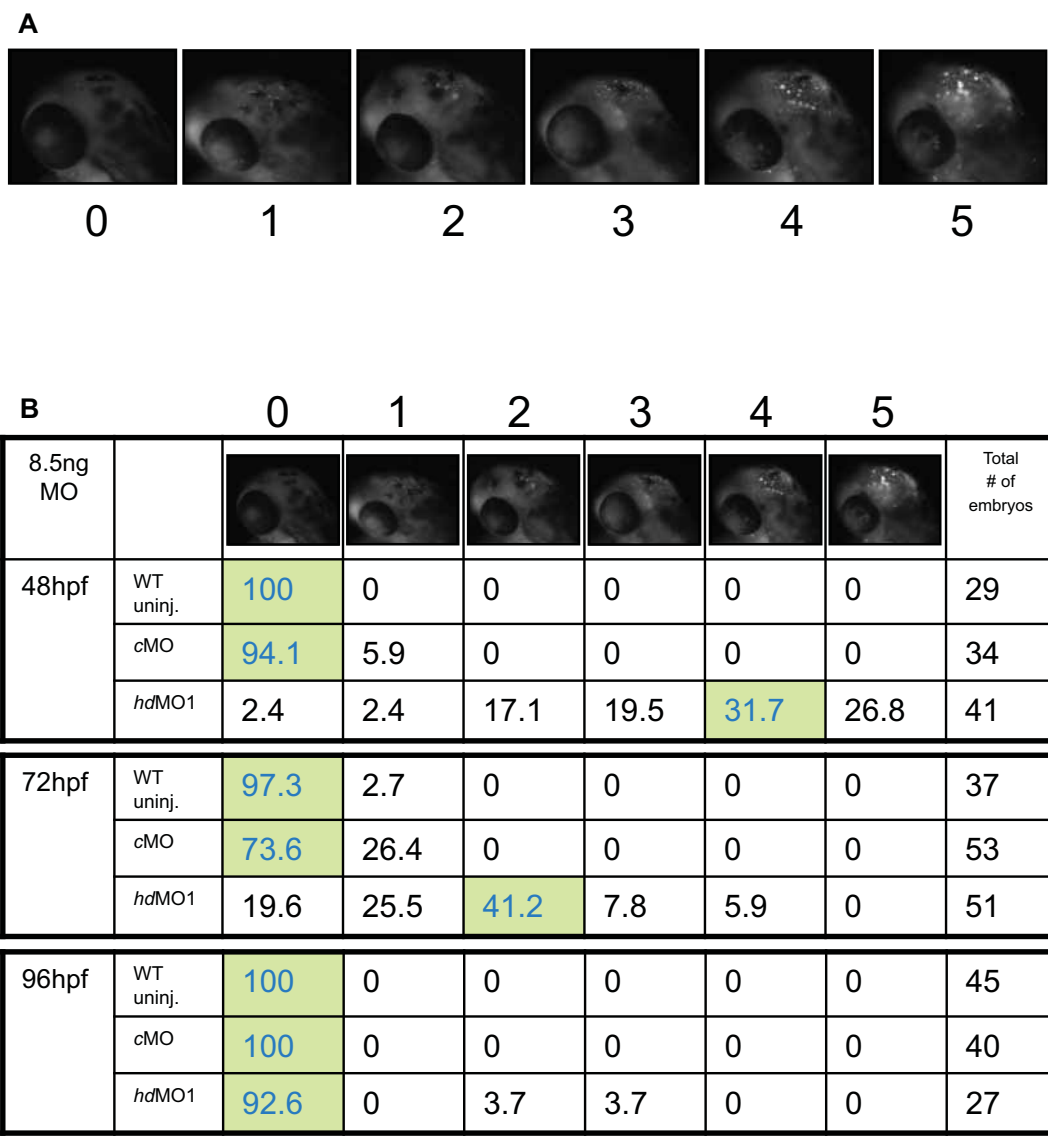 A
0 1 2 3 4 5
B 0 1 2 3 4 5
8.5ng
MO
Total
# of
embryos
48hpf
WT
uninj.
100 0 0 0 0 0 29
cMO 94.1 5.9 0 0 0 0 34
hdMO1 2.4 2.4 17.1 19.5 31.7 26.8 41
72hpf
WT
uninj.
97.3 2.7 0 0 0 0 37
cMO 73.6 26.4 0 0 0 0 53
hdMO1 19.6 25.5 41.2 7.8 5.9 0 51
96hpf
WT
uninj.
100 0 0 0 0 0 45
cMO 100 0 0 0 0 0 40
hdMO1 92.6 0 3.7 3.7 0 0 27